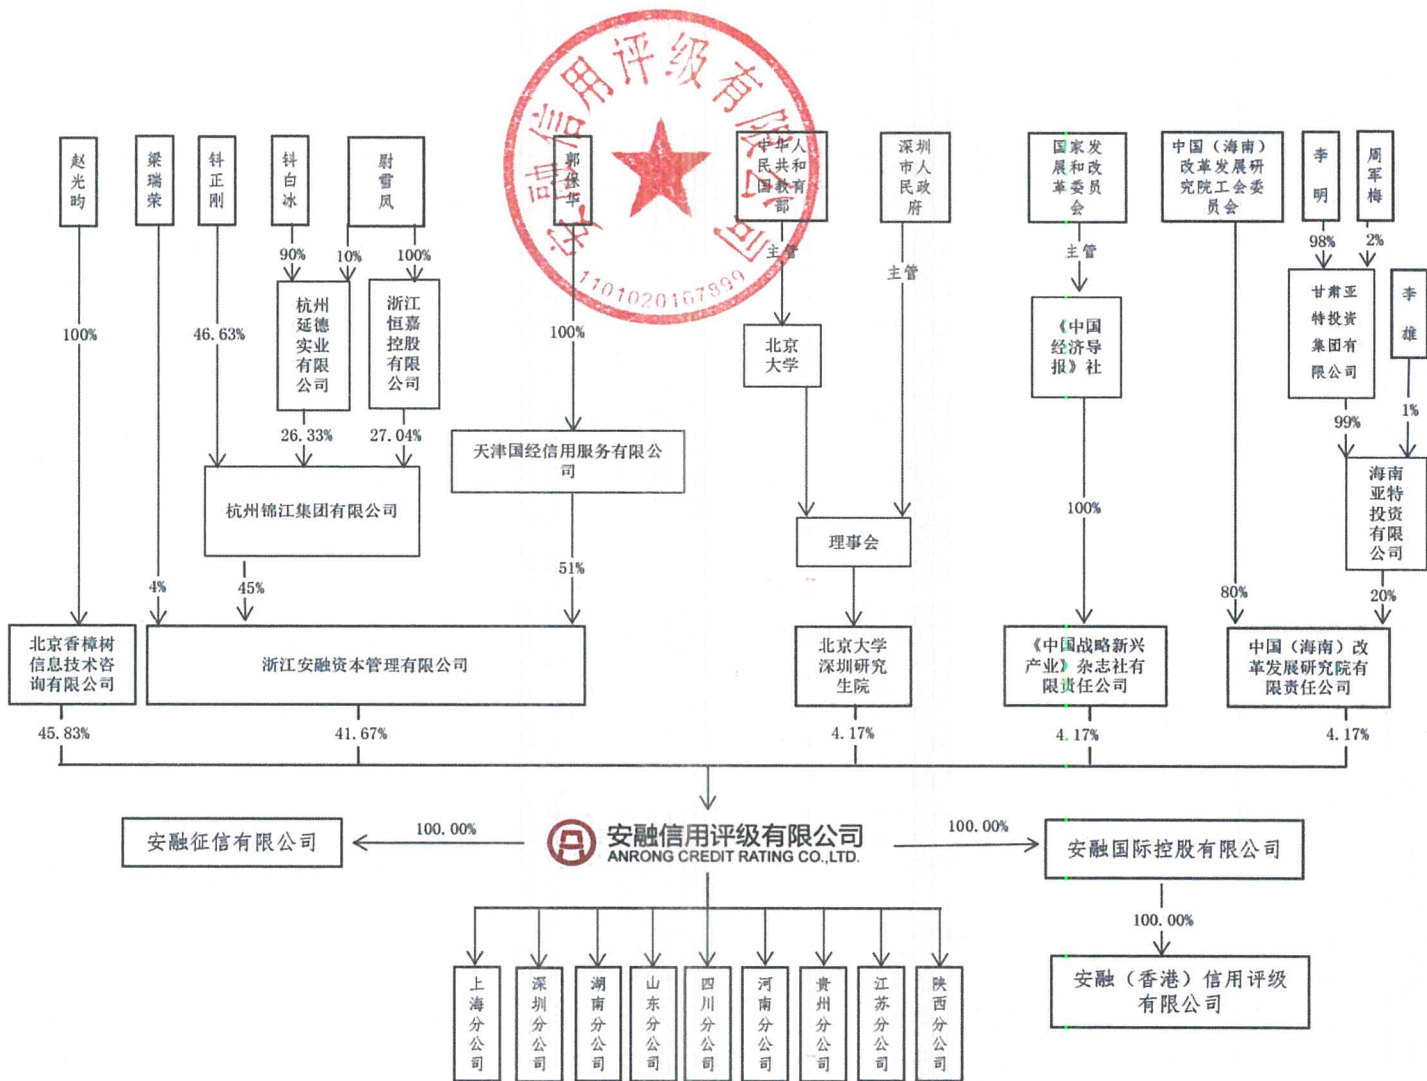 安融信用评级有限公司
1101020167899
赵光昀
梁瑞荣
钭正刚
钭白冰
尉雪凤
郭保华
中华人
民共和
国教育
部
深圳
市人
民政
府
国家发
展和改
革委员
会
中国（海南）
改革发展研
究院工会委
员会
李明
周军梅
90%
10%
100%
主管
主管
主管
98%
2%
杭州
延德
实业
有限
公司
浙江
恒嘉
控股
有限
公司
甘肃亚
特投资
集团有
限公司
李雄
100%
46.63%
100%
北京
大学
《中国
经济导
报》社
26.33%
27.04%
99%
1%
天津国经信用服务有限公
司
海南
亚特
投资
有限
公司
杭州锦江集团有限公司
100%
理事会
4%
45%
51%
80%
20%
北京香樟树
信息技术咨
询有限公司
浙江安融资本管理有限公司
北京大学
深圳研究
生院
《中国战略新兴
产业》杂志社有
限责任公司
中国（海南）改
革发展研究院有
限责任公司
45.83%
41.67%
4.17%
4.17%
4.17%
安融征信有限公司
100.00%
安融信用评级有限公司
ANRONG CREDIT RATING CO.,LTD.
100.00%
安融国际控股有限公司
100.00%
安融（香港）信用评级
有限公司
上海分公司
深圳分公司
湖南分公司
山东分公司
四川分公司
河南分公司
贵州分公司
江苏分公司
陕西分公司